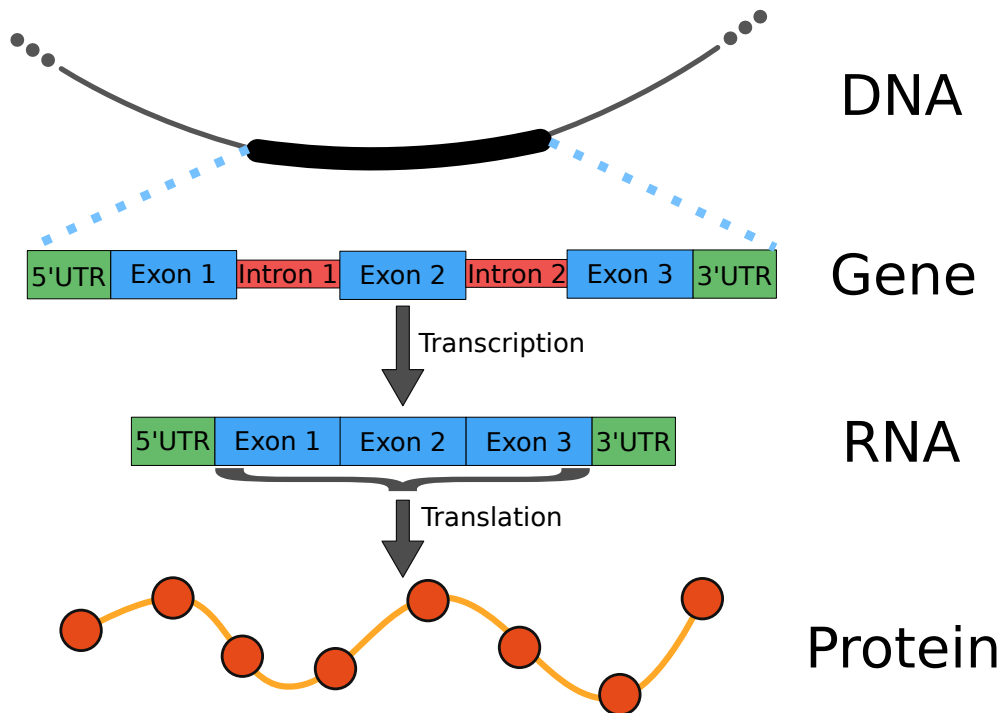 DNA
5'UTR Exon 1 Intron 1 Exon 2 Intron 2 Exon 3 3'UTR Gene
Transcription
5'UTR Exon 1 Exon 2 Exon 3 3'UTR RNA
Translation
Protein